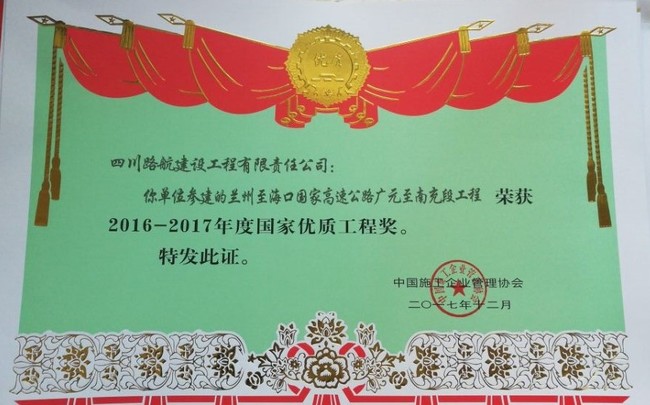 优质
四川路航建设工程有限责任公司：
你单位参建的兰州至海口国家高速公路广元至南充段工程 荣获
2016-2017年度国家优质工程奖。
特发此证。
中国施工企业管理协会
二〇一七年十二月